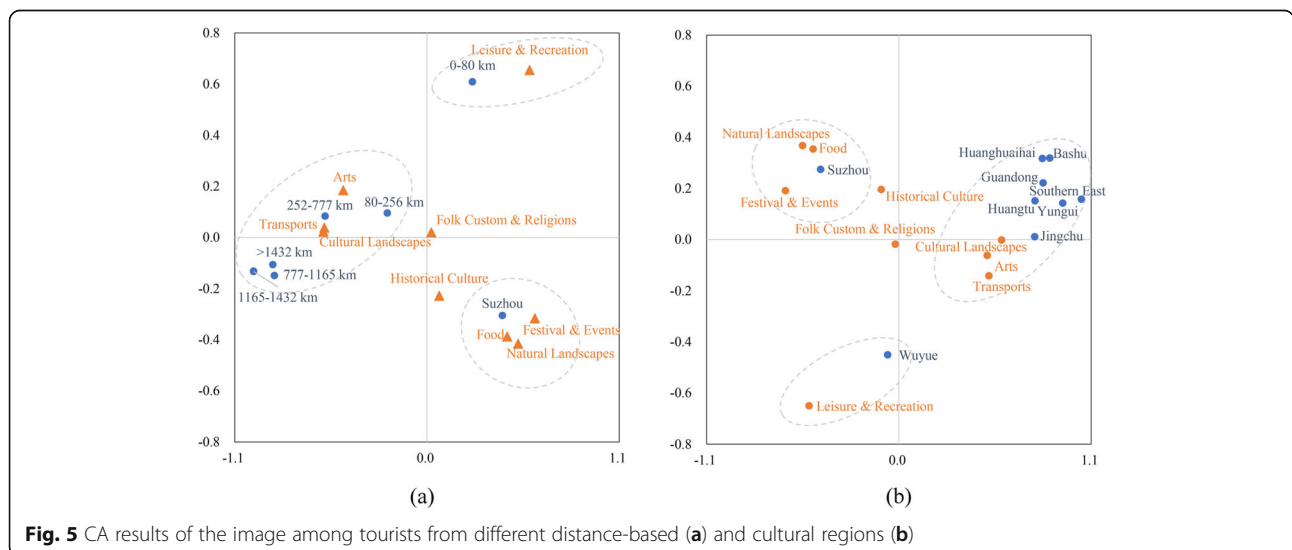 0.8
Leisure & Recreation
0-80 km
0.6
0.4
Arts
0.2
252-777 km
80-256 km
Transports
Folk Custom & Religions
0.0
Cultural Landscapes
>1432 km
777-1165 km
1165-1432 km
-0.2
Historical Culture
Suzhou
Food
Festival & Events
-0.4
Natural Landscapes
-0.6
-0.8
-1.1
0.0
1.1
(a)
0.8
0.6
0.4
Natural Landscapes
Food
Suzhou
Huanghuaihai
Bashu
Guandong
0.2
Festival & Events
Historical Culture
Southern East
Huangtu
Yungui
Folk Custom & Religions
Jingchu
0.0
Cultural Landscapes
Arts
Transports
-0.2
-0.4
Wuyue
-0.6
Leisure & Recreation
-0.8
-1.1
0.0
1.1
(b)
Fig. 5 CA results of the image among tourists from different distance-based (a) and cultural regions (b)